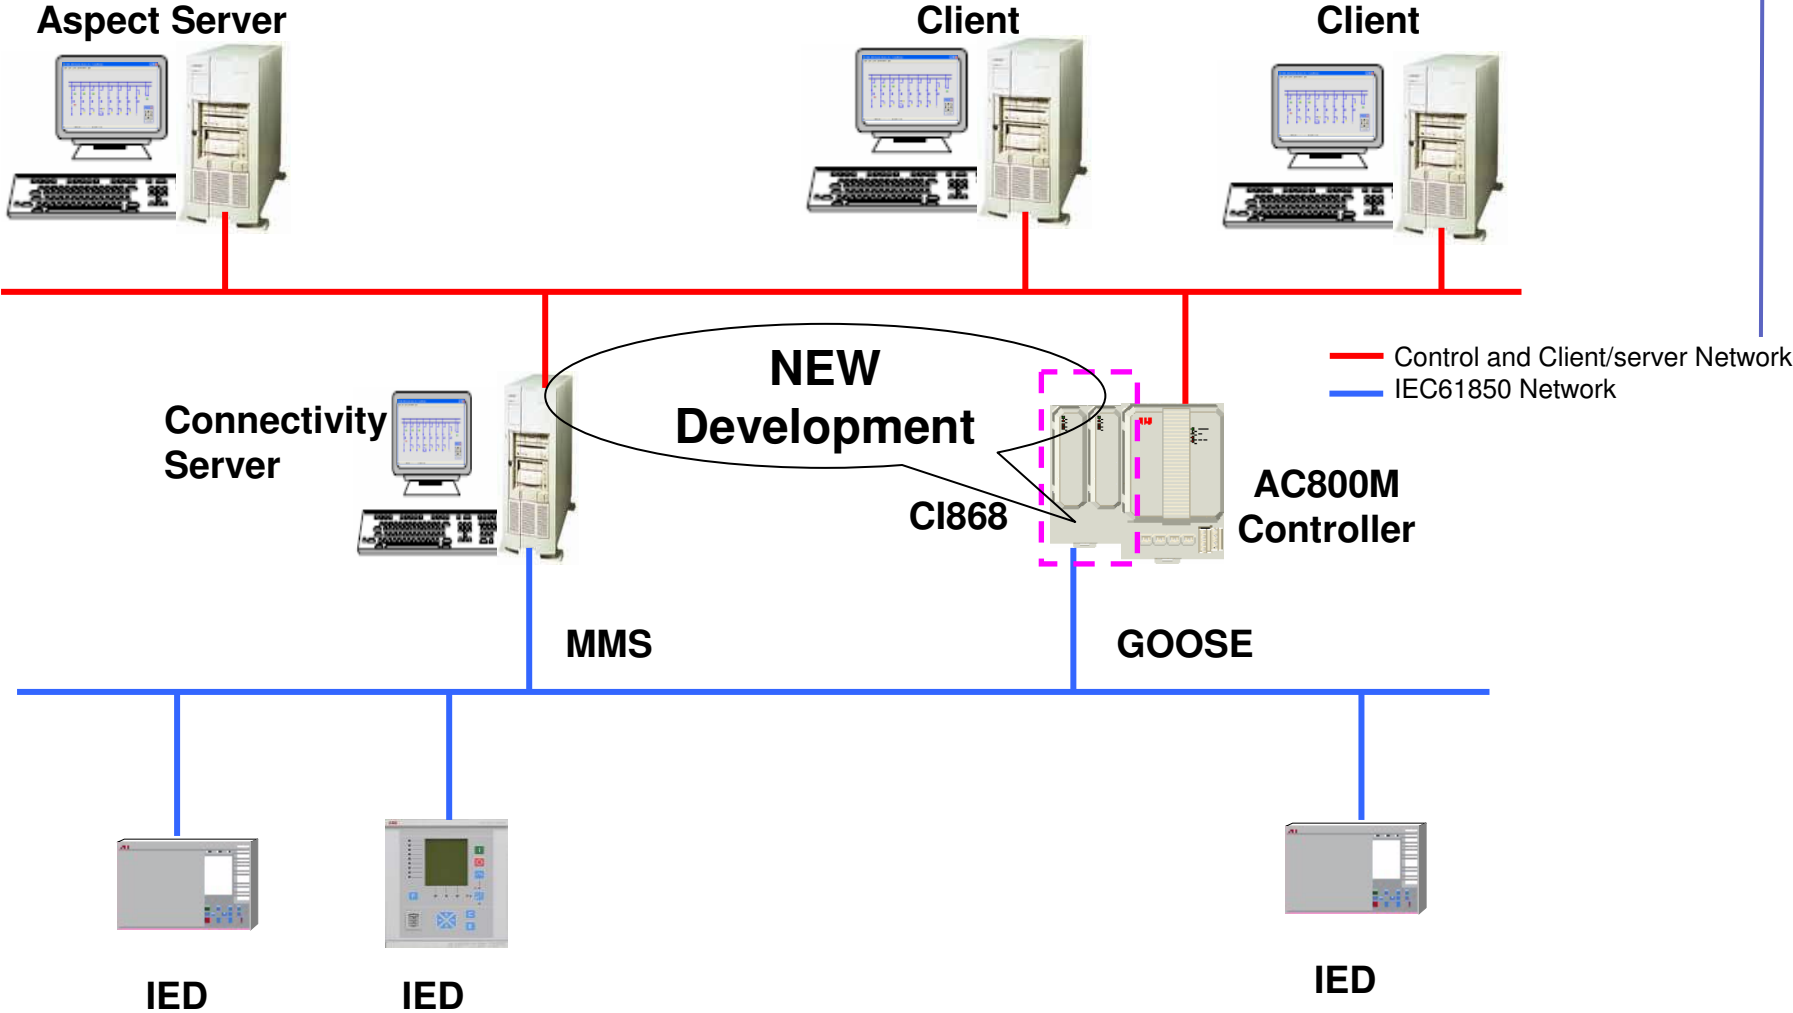 Aspect Server
Client
Client
NEW
Development
Control and Client/server Network
IEC61850 Network
Connectivity
Server
CI868
AC800M
Controller
MMS
GOOSE
IED
IED
IED